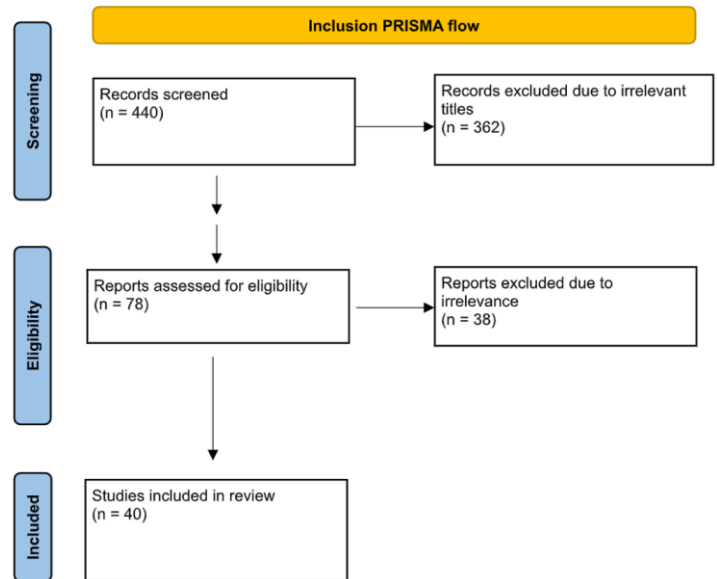 Inclusion PRISMA flow
Screening
Records screened
(n = 440)
Records excluded due to irrelevant
titles
(n = 362)
Eligibility
Reports assessed for eligibility
(n = 78)
Reports excluded due to
irrelevance
(n = 38)
Included
Studies included in review
(n = 40)